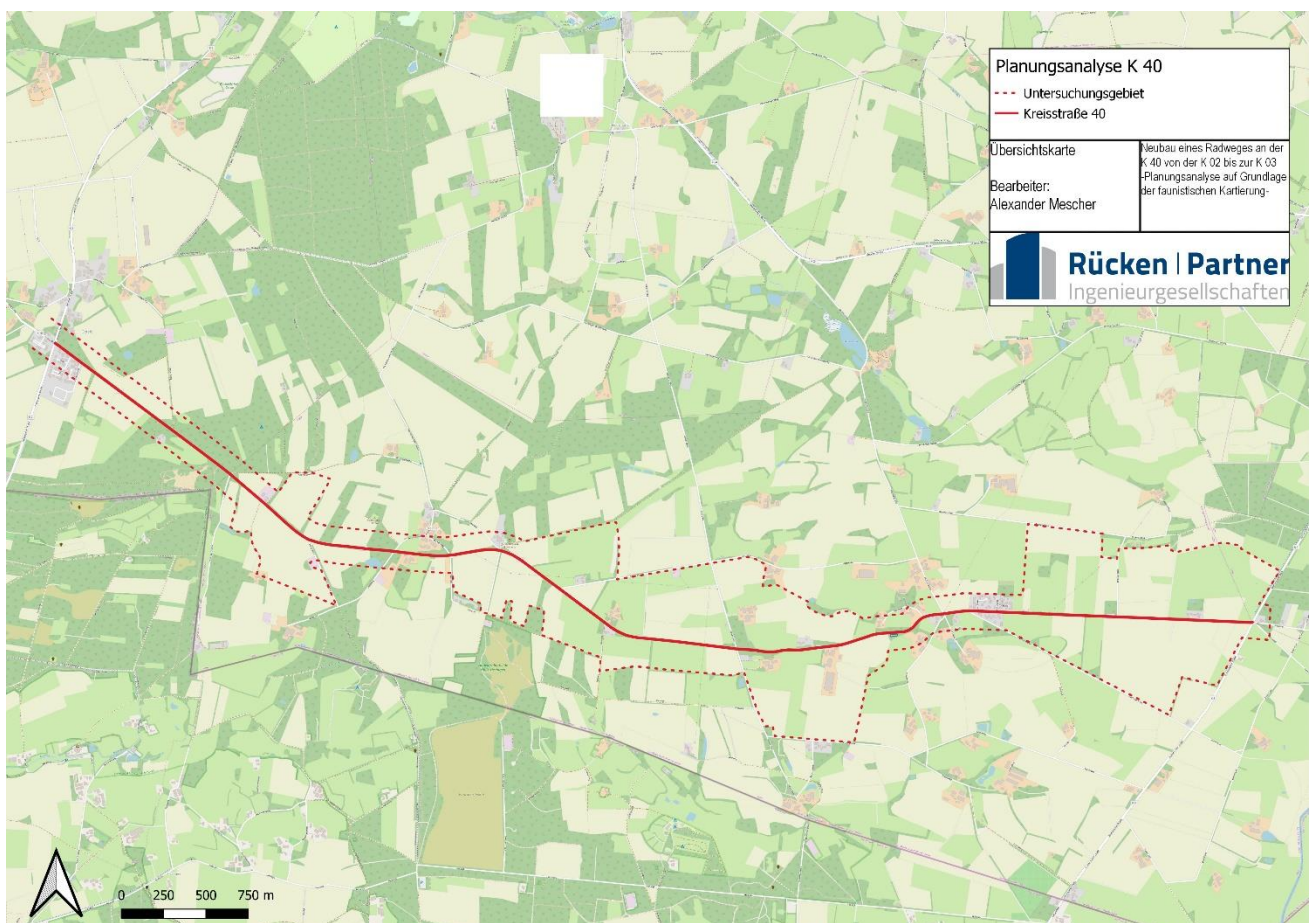 Planungsanalyse K 40
Untersuchungsgebiet
Kreisstraße 40
Übersichtskarte
Bearbeiter:
Alexander Mescher
Neubau eines Radweges an der
K 40 von der K 02 bis zur K 03
-Planungsanalyse auf Grundlage
der faunistischen Kartierung-
Rücken | Partner
Ingenieurgesellschaften
0 250 500 750 m